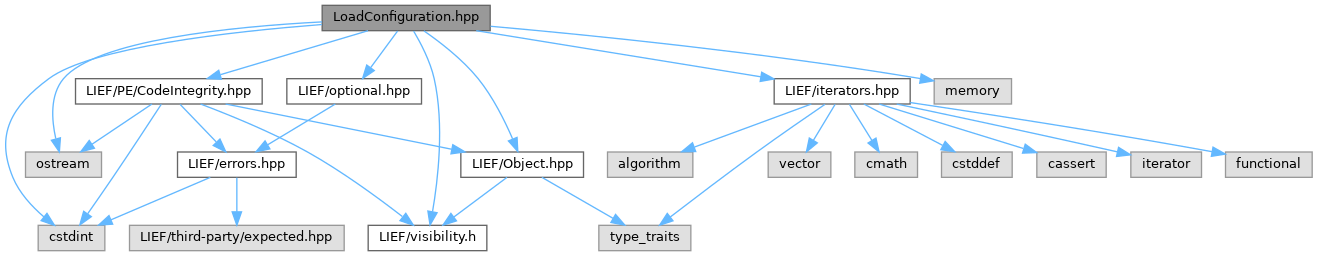 LoadConfiguration.hpp
LIEF/PE/CodeIntegrity.hpp
LIEF/optional.hpp
LIEF/iterators.hpp
memory
ostream
LIEF/errors.hpp
LIEF/Object.hpp
algorithm
vector
cmath
cstddef
cassert
iterator
functional
cstdint
LIEF/third-party/expected.hpp
LIEF/visibility.h
type_traits